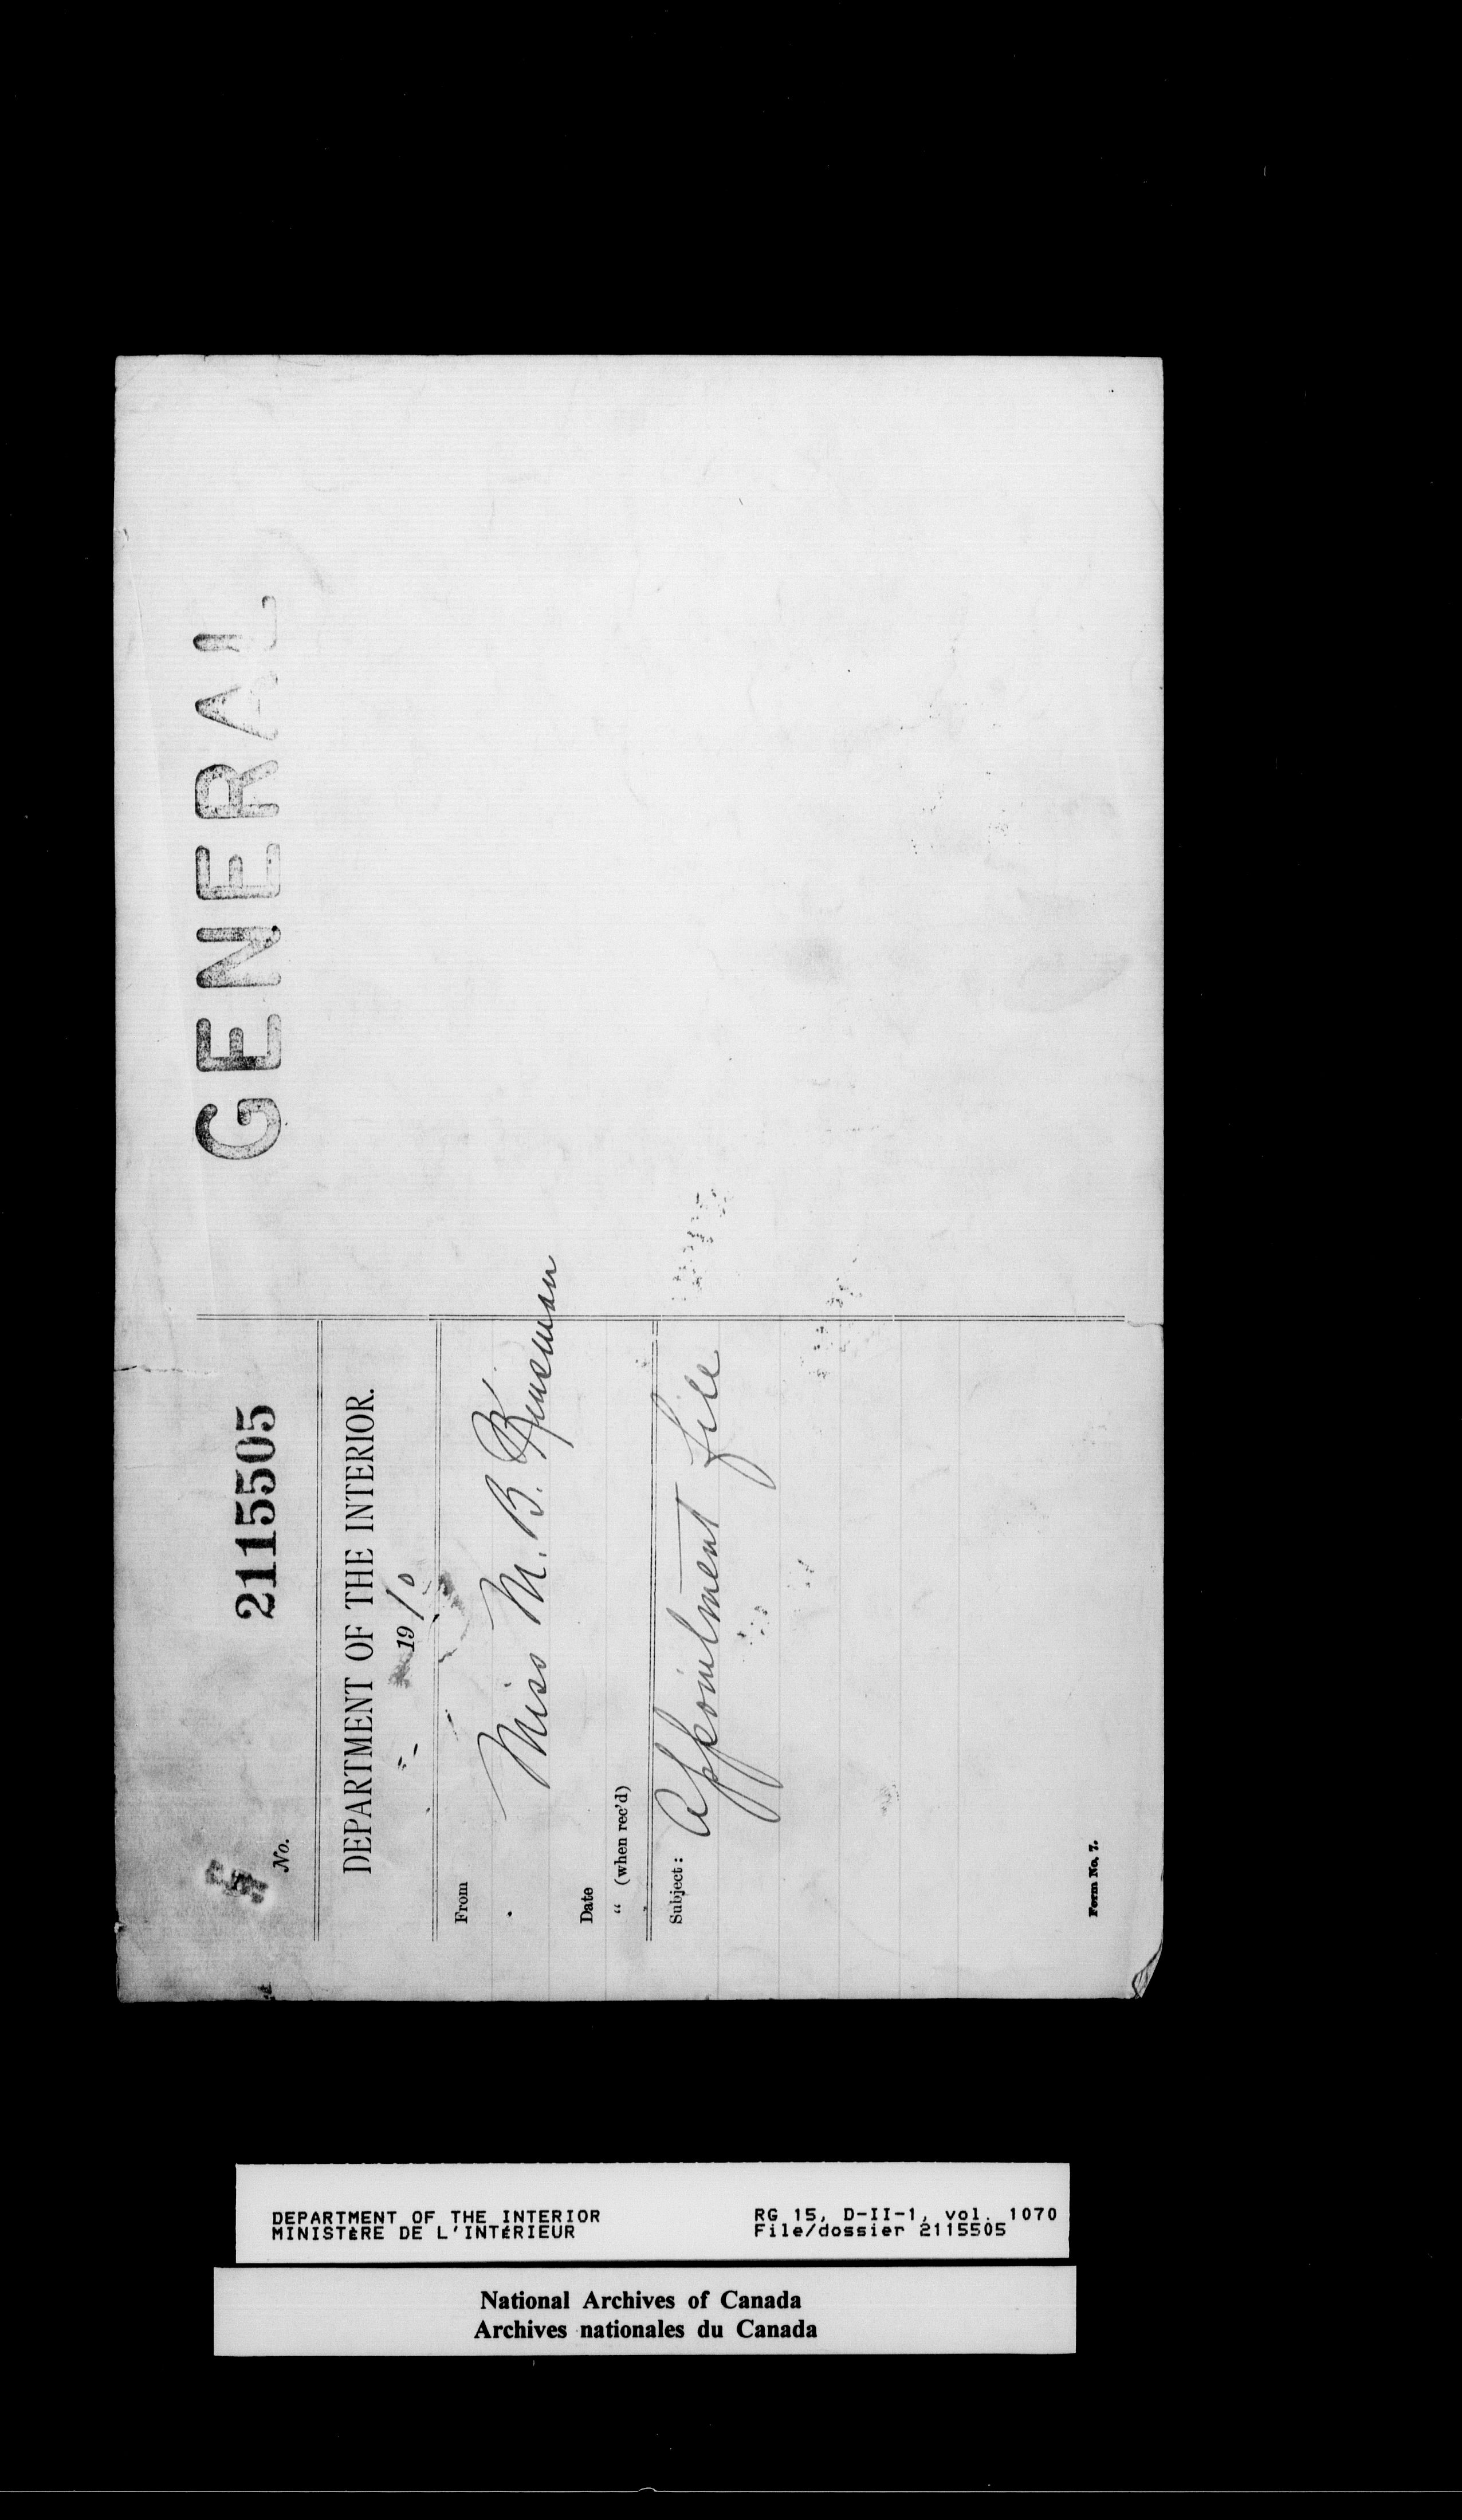 GENERAL
No. 2115505
DEPARTMENT OF THE INTERIOR.
1910
From
Miss M. B.
Date
" (when rec'd)
Subject: Appointment file
Form No. 7.
DEPARTMENT OF THE INTERIOR
MINISTÈRE DE L'INTÉRIEUR
RG 15, D-II-1, vol. 1070
File/dossier 2115505
National Archives of Canada
Archives nationales du Canada